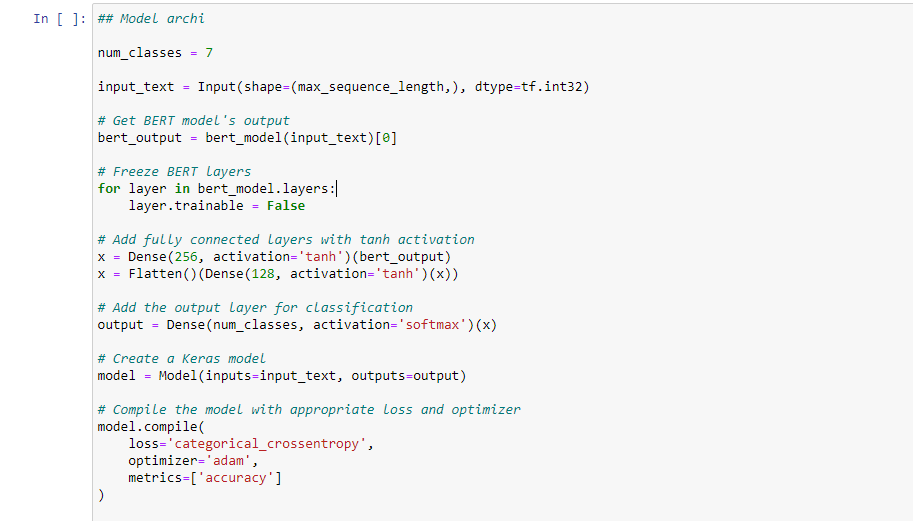 In [ ]: ## Model archi
num_classes = 7
input_text = Input(shape=(max_sequence_length,), dtype=tf.int32)
# Get BERT model's output
bert_output = bert_model(input_text)[0]
# Freeze BERT layers
for layer in bert_model.layers:
    layer.trainable = False
# Add fully connected layers with tanh activation
x = Dense(256, activation='tanh')(bert_output)
x = Flatten()(Dense(128, activation='tanh')(x))
# Add the output layer for classification
output = Dense(num_classes, activation='softmax')(x)
# Create a Keras model
model = Model(inputs=input_text, outputs=output)
# Compile the model with appropriate loss and optimizer
model.compile(
    loss='categorical_crossentropy',
    optimizer='adam',
    metrics=['accuracy']
)